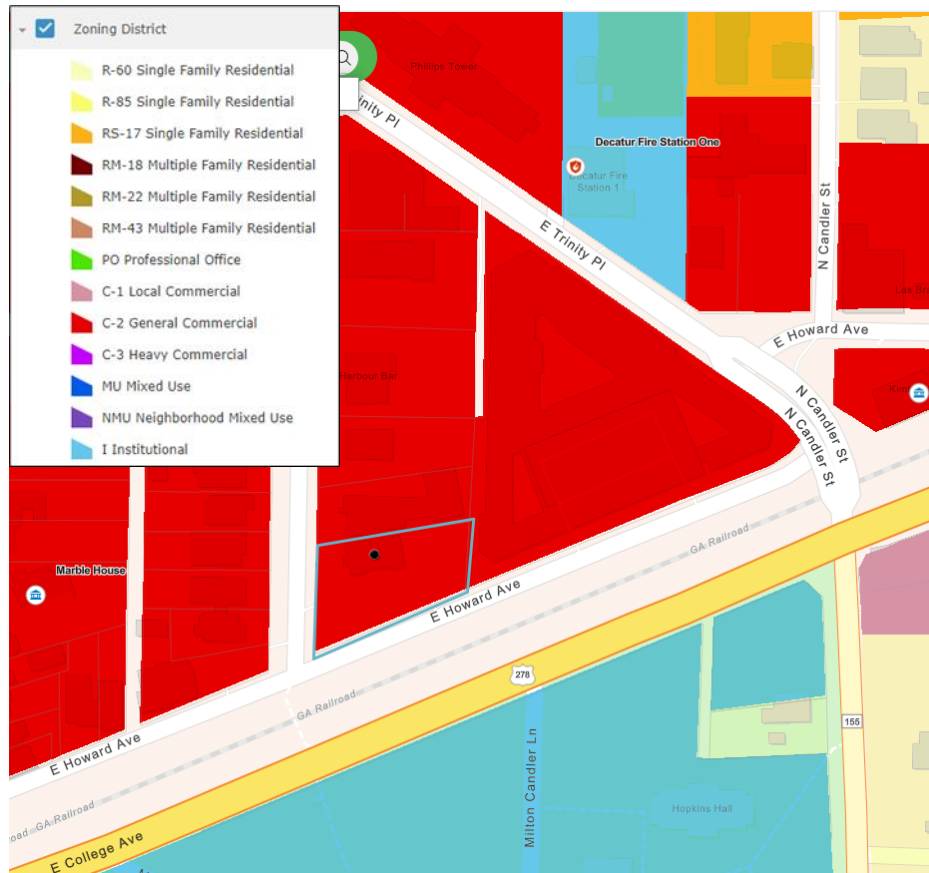 Zoning District
R-60 Single Family Residential
R-85 Single Family Residential
RS-17 Single Family Residential
RM-18 Multiple Family Residential
RM-22 Multiple Family Residential
RM-43 Multiple Family Residential
PO Professional Office
C-1 Local Commercial
C-2 General Commercial
C-3 Heavy Commercial
MU Mixed Use
NMU Neighborhood Mixed Use
I Institutional
Phillips Tower
Trinity Pl
Decatur Fire Station One
Decatur Fire
Station 1
E Trinity Pl
N Candler St
E Howard Ave
Harbour Bar
N Candler St
N Candler St
GA Railroad
Marble House
E Howard Ave
278
GA Railroad
155
E Howard Ave
Milton Candler Ln
Hopkins Hall
GA Railroad
E College Ave